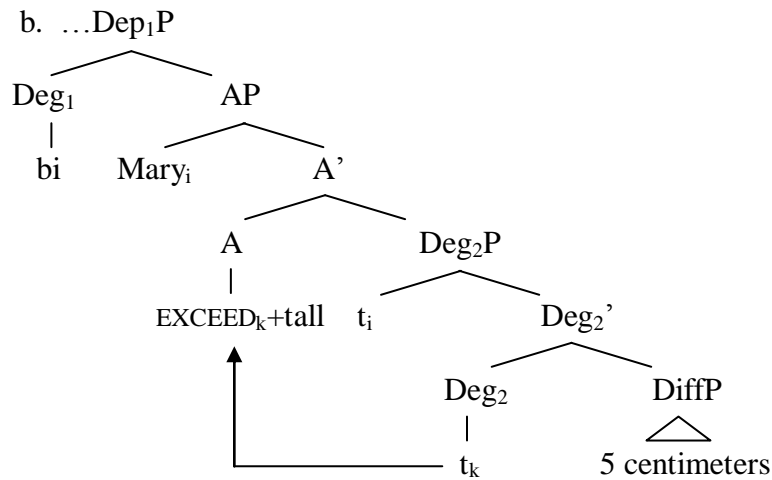 b. …Dep₁P
Deg₁ AP
bi Maryᵢ A’
A Deg₂P
EXCEEDₖ+tall tᵢ Deg₂’
Deg₂ DiffP
tₖ 5 centimeters